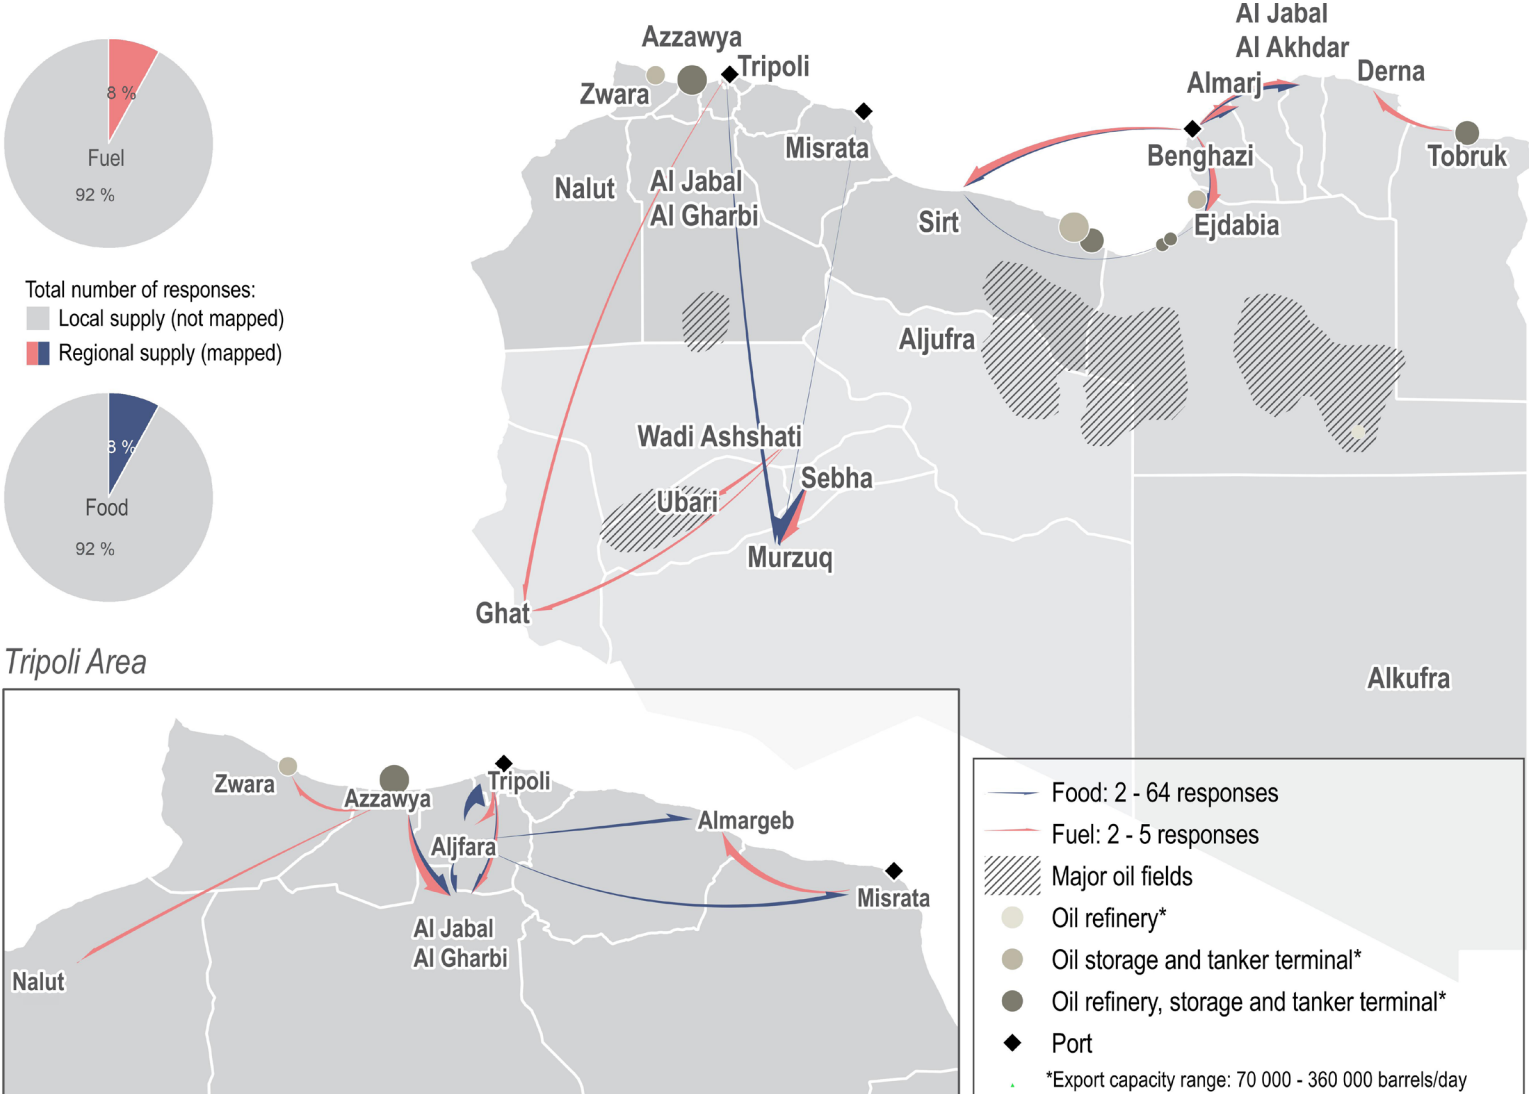 8 %
Fuel
92 %
Total number of responses:
Local supply (not mapped)
Regional supply (mapped)
8 %
Food
92 %
Azzawya
Tripoli
Zwara
Misrata
Nalut
Al Jabal
Al Gharbi
Sirt
Al Jabal
Al Akhdar
Almarj
Derna
Benghazi
Tobruk
Ejdabia
Aljufra
Wadi Ashshati
Sebha
Ubari
Murzuq
Ghat
Alkufra
Tripoli Area
Zwara
Azzawya
Tripoli
Aljfara
Almargeb
Misrata
Al Jabal
Al Gharbi
Nalut
Food: 2 - 64 responses
Fuel: 2 - 5 responses
Major oil fields
Oil refinery*
Oil storage and tanker terminal*
Oil refinery, storage and tanker terminal*
Port
*Export capacity range: 70 000 - 360 000 barrels/day